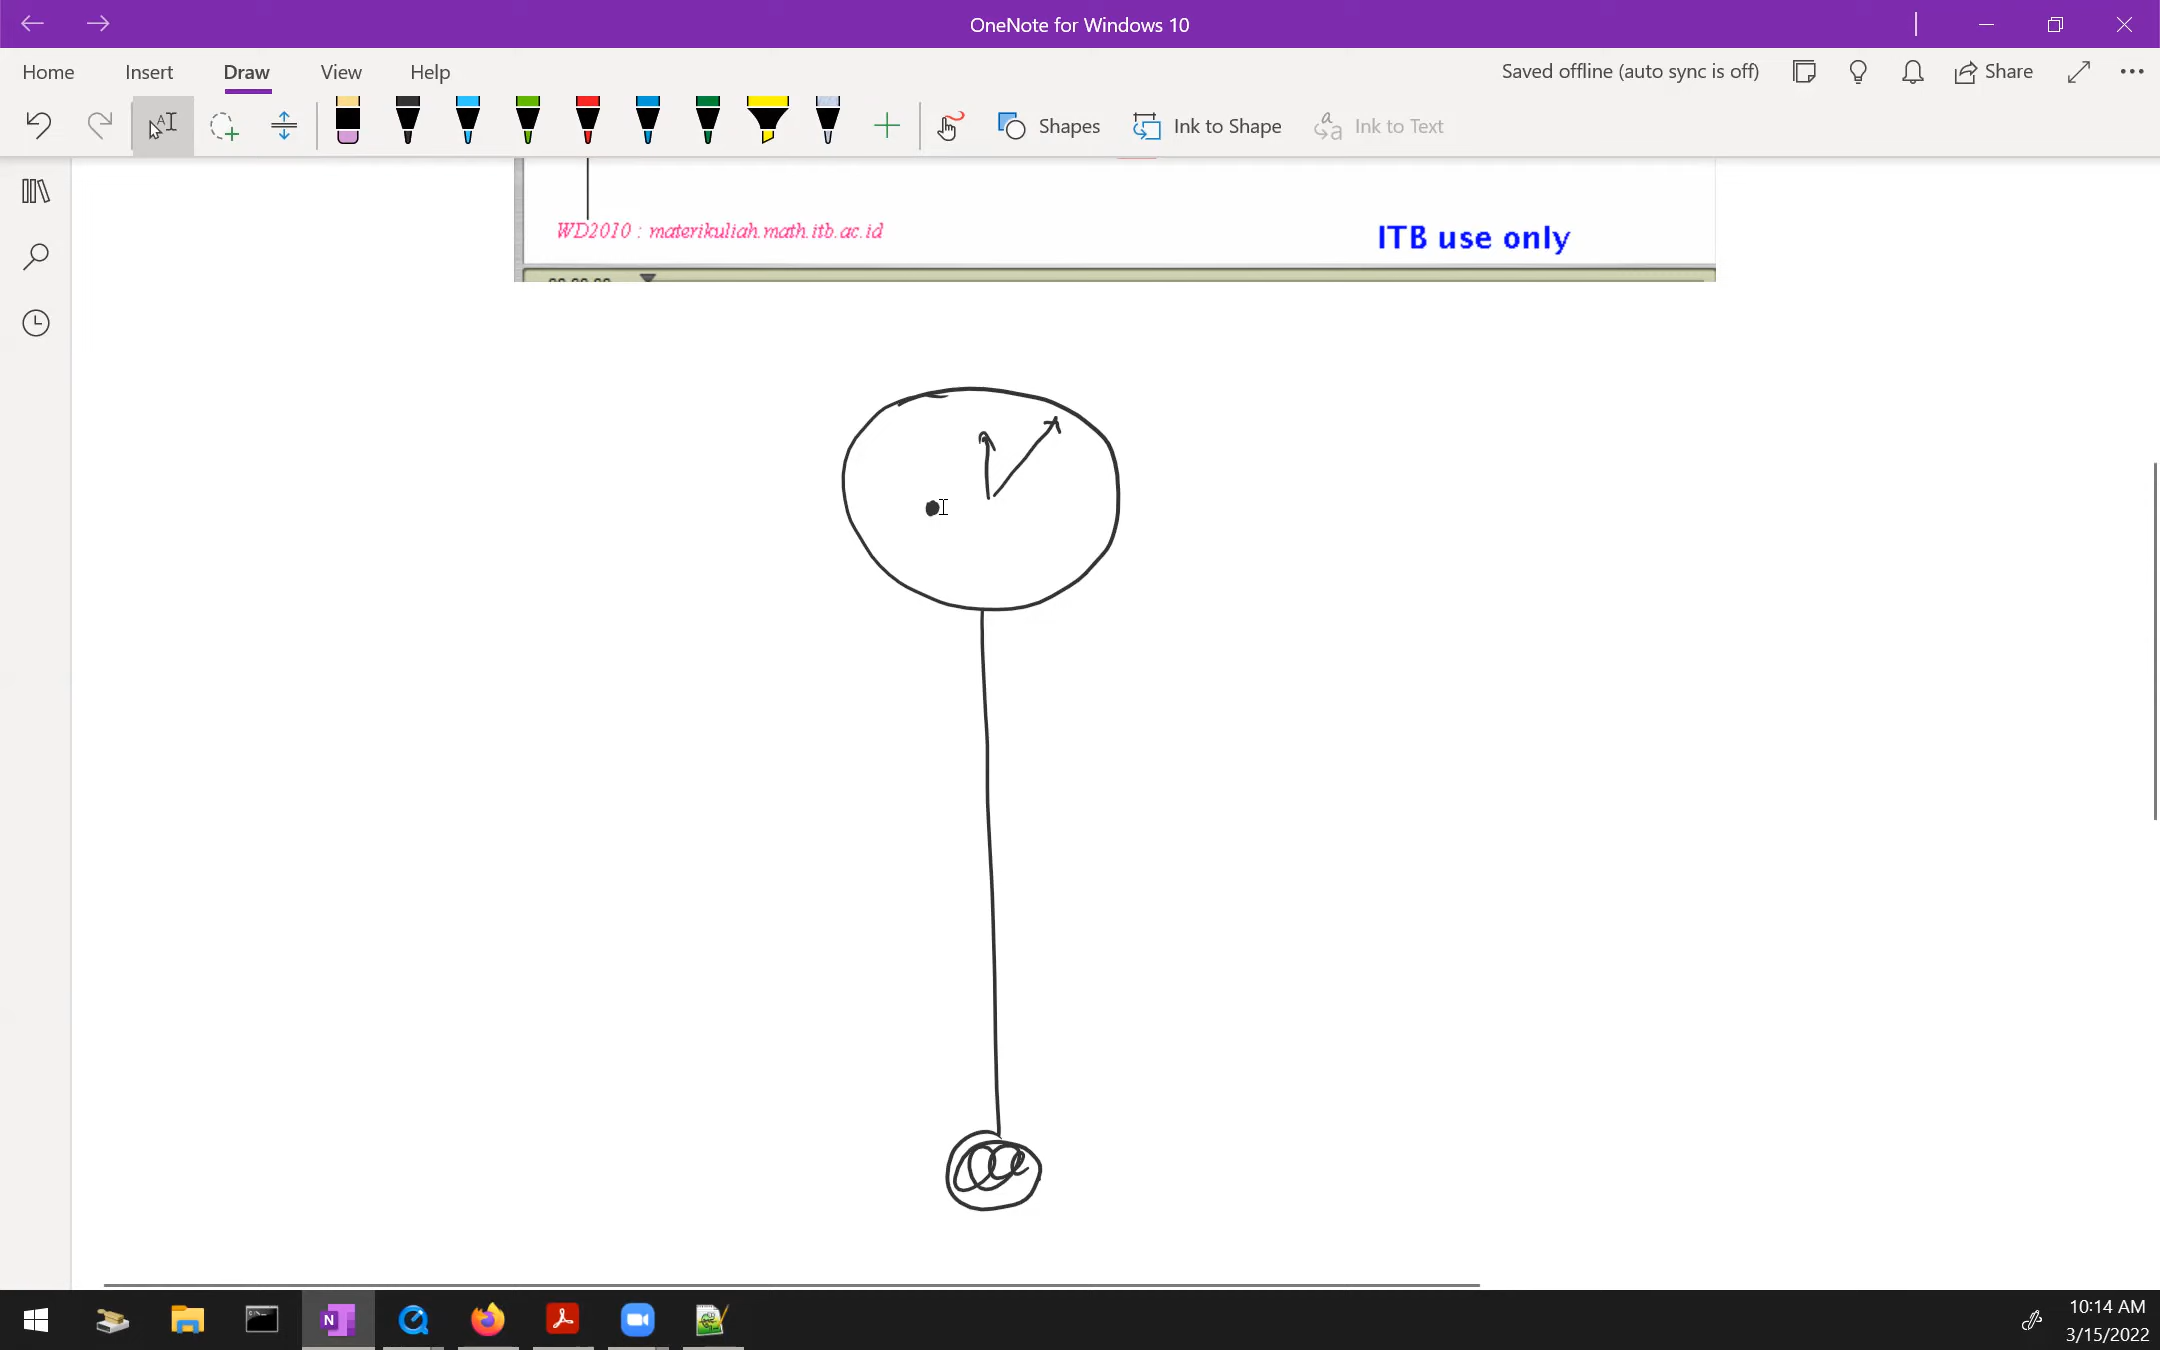 OneNote for Windows 10
Home Insert Draw View Help
Saved offline (auto sync is off) Share
Shapes Ink to Shape Ink to Text
WD2010 : materikuliah.math.itb.ac.id
ITB use only
10:14 AM
3/15/2022